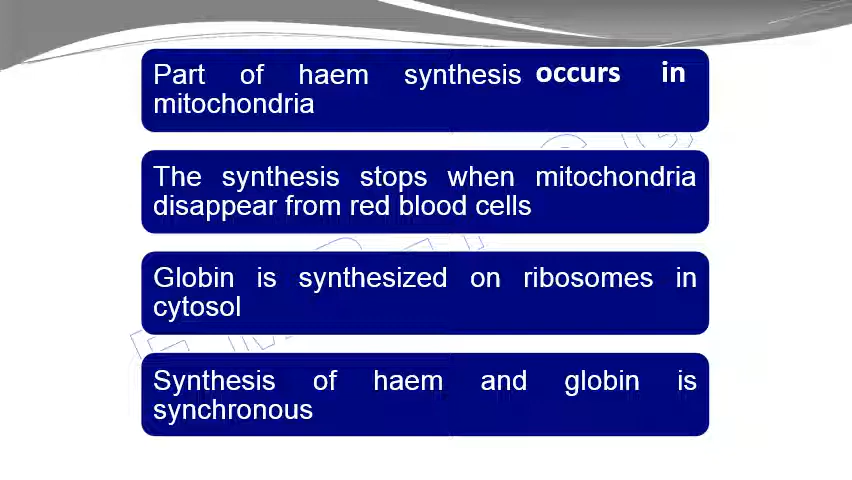 Part of haem synthesis occurs in
mitochondria
The synthesis stops when mitochondria
disappear from red blood cells
Globin is synthesized on ribosomes in
cytosol
Synthesis of haem and globin is
synchronous